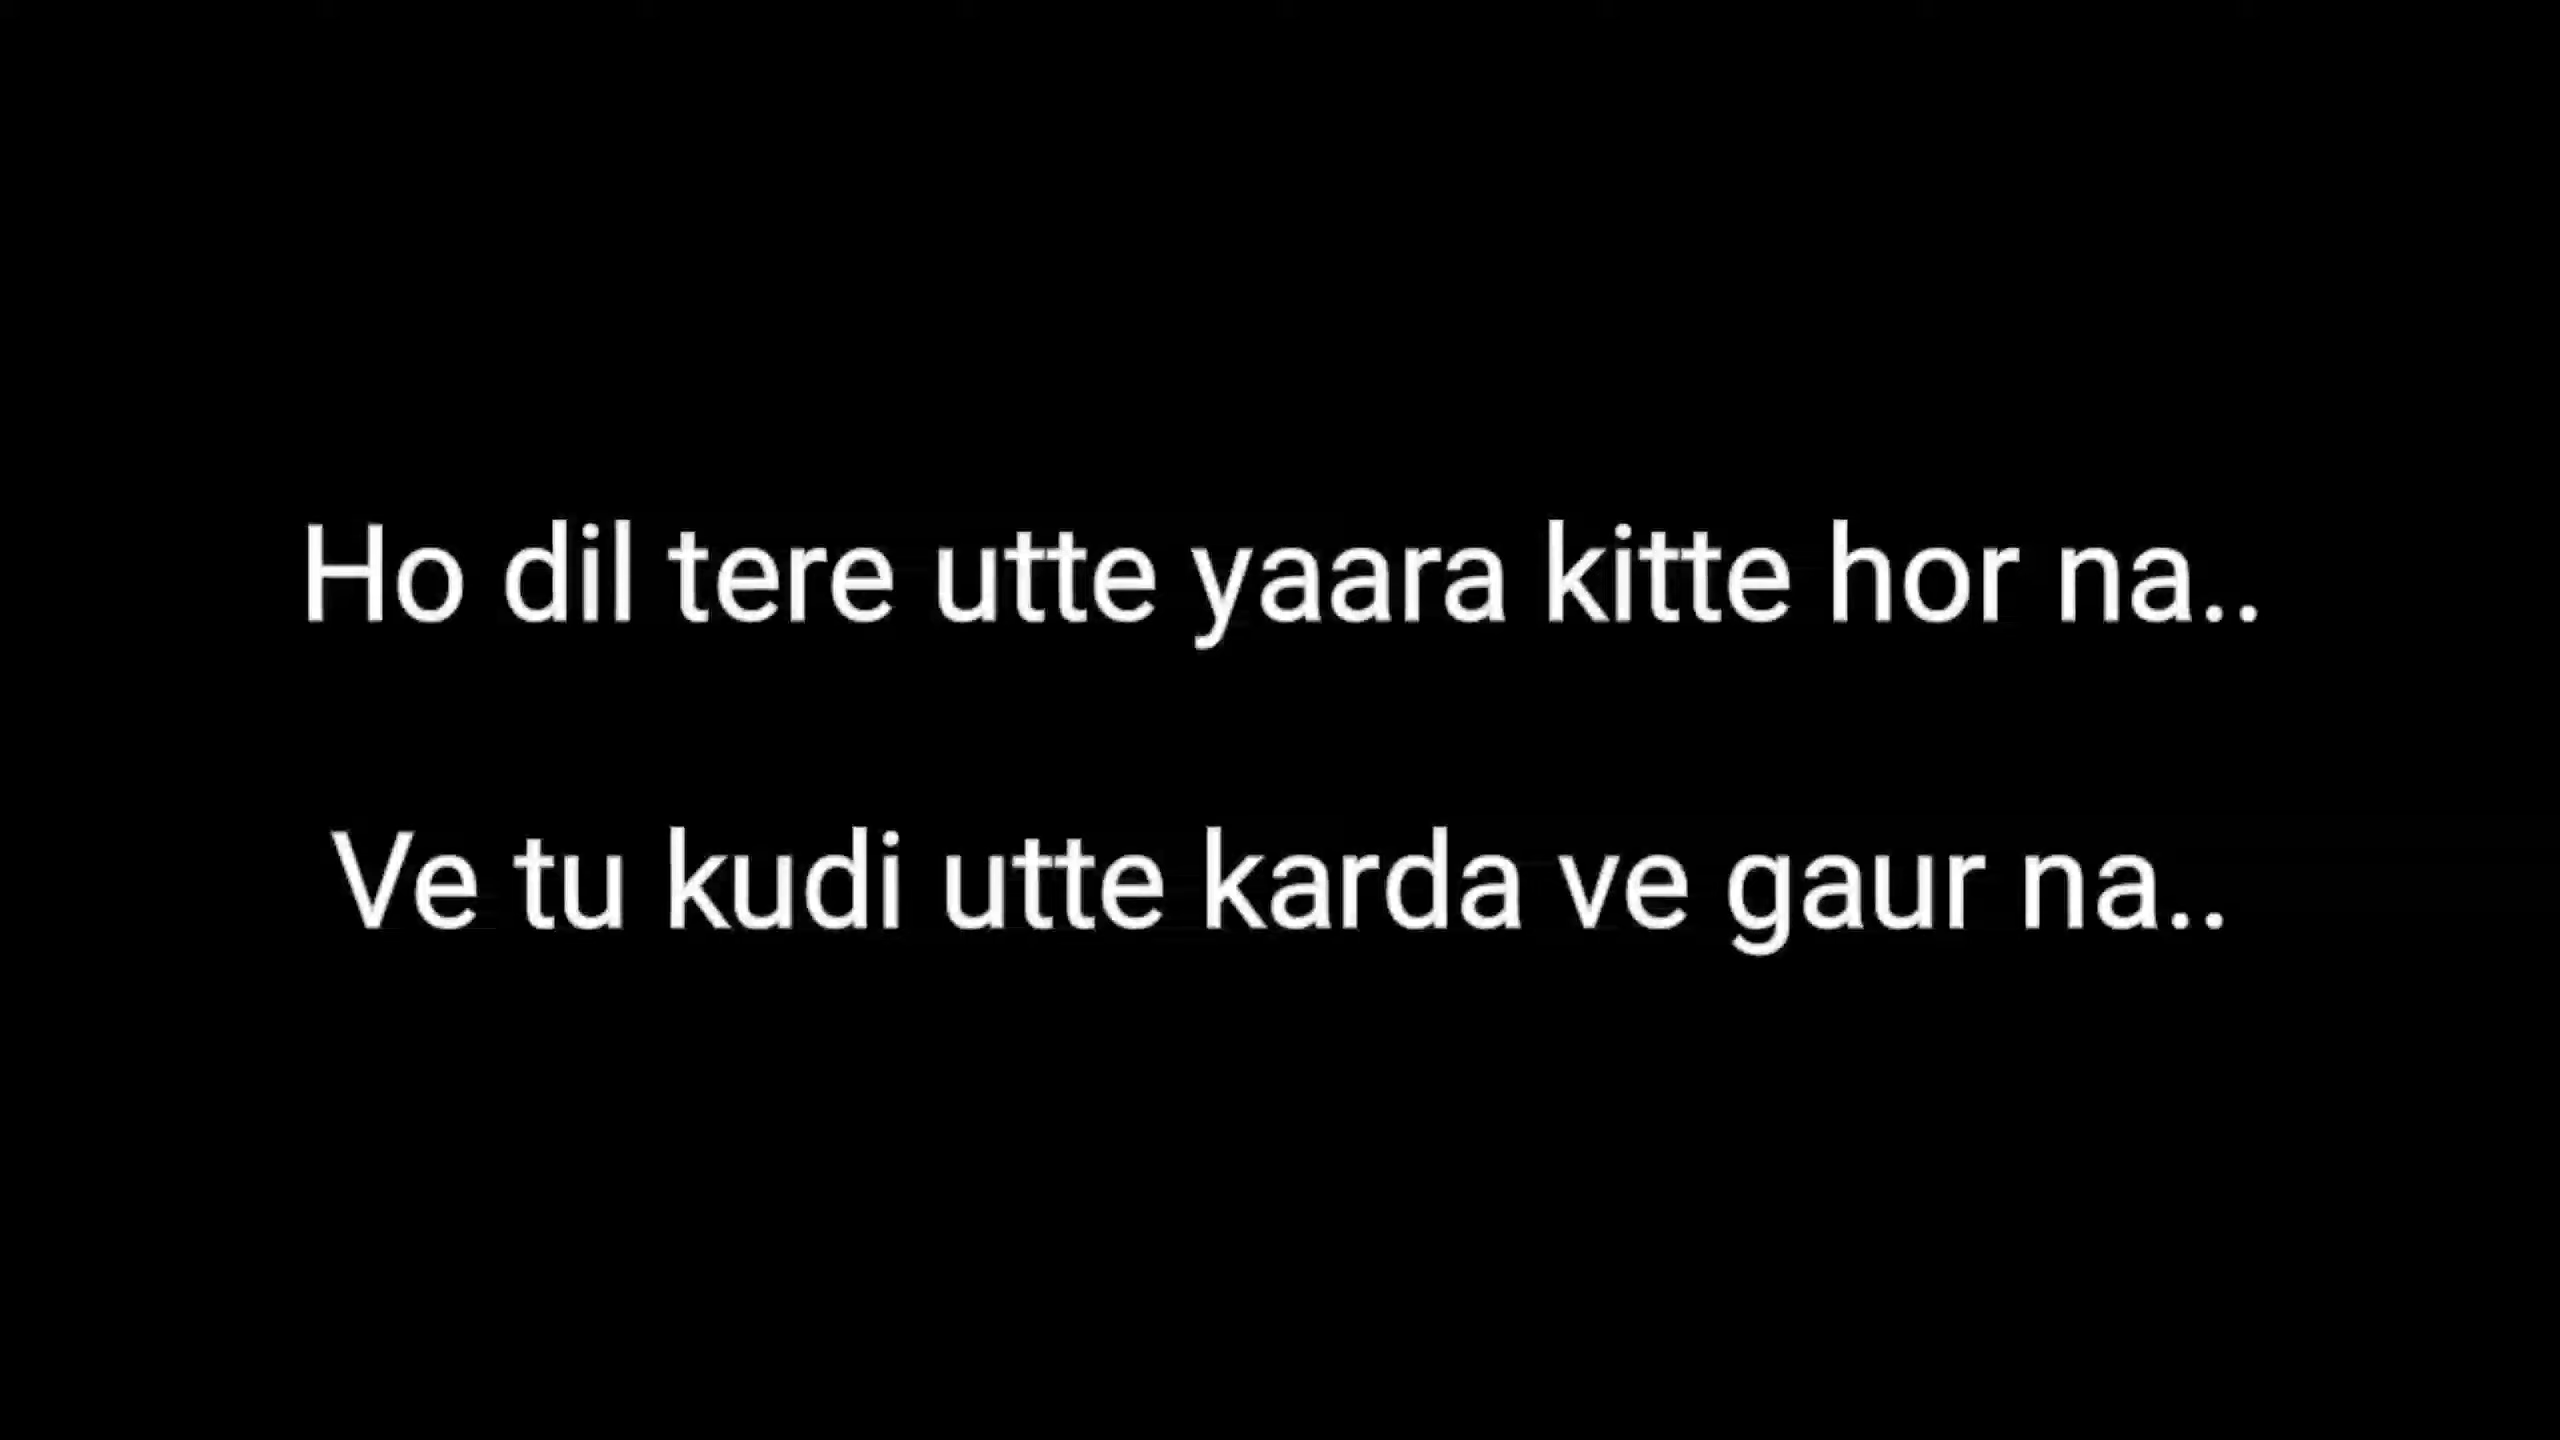 Ho dil tere utte yaara kitte hor na..
Ve tu kudi utte karda ve gaur na..